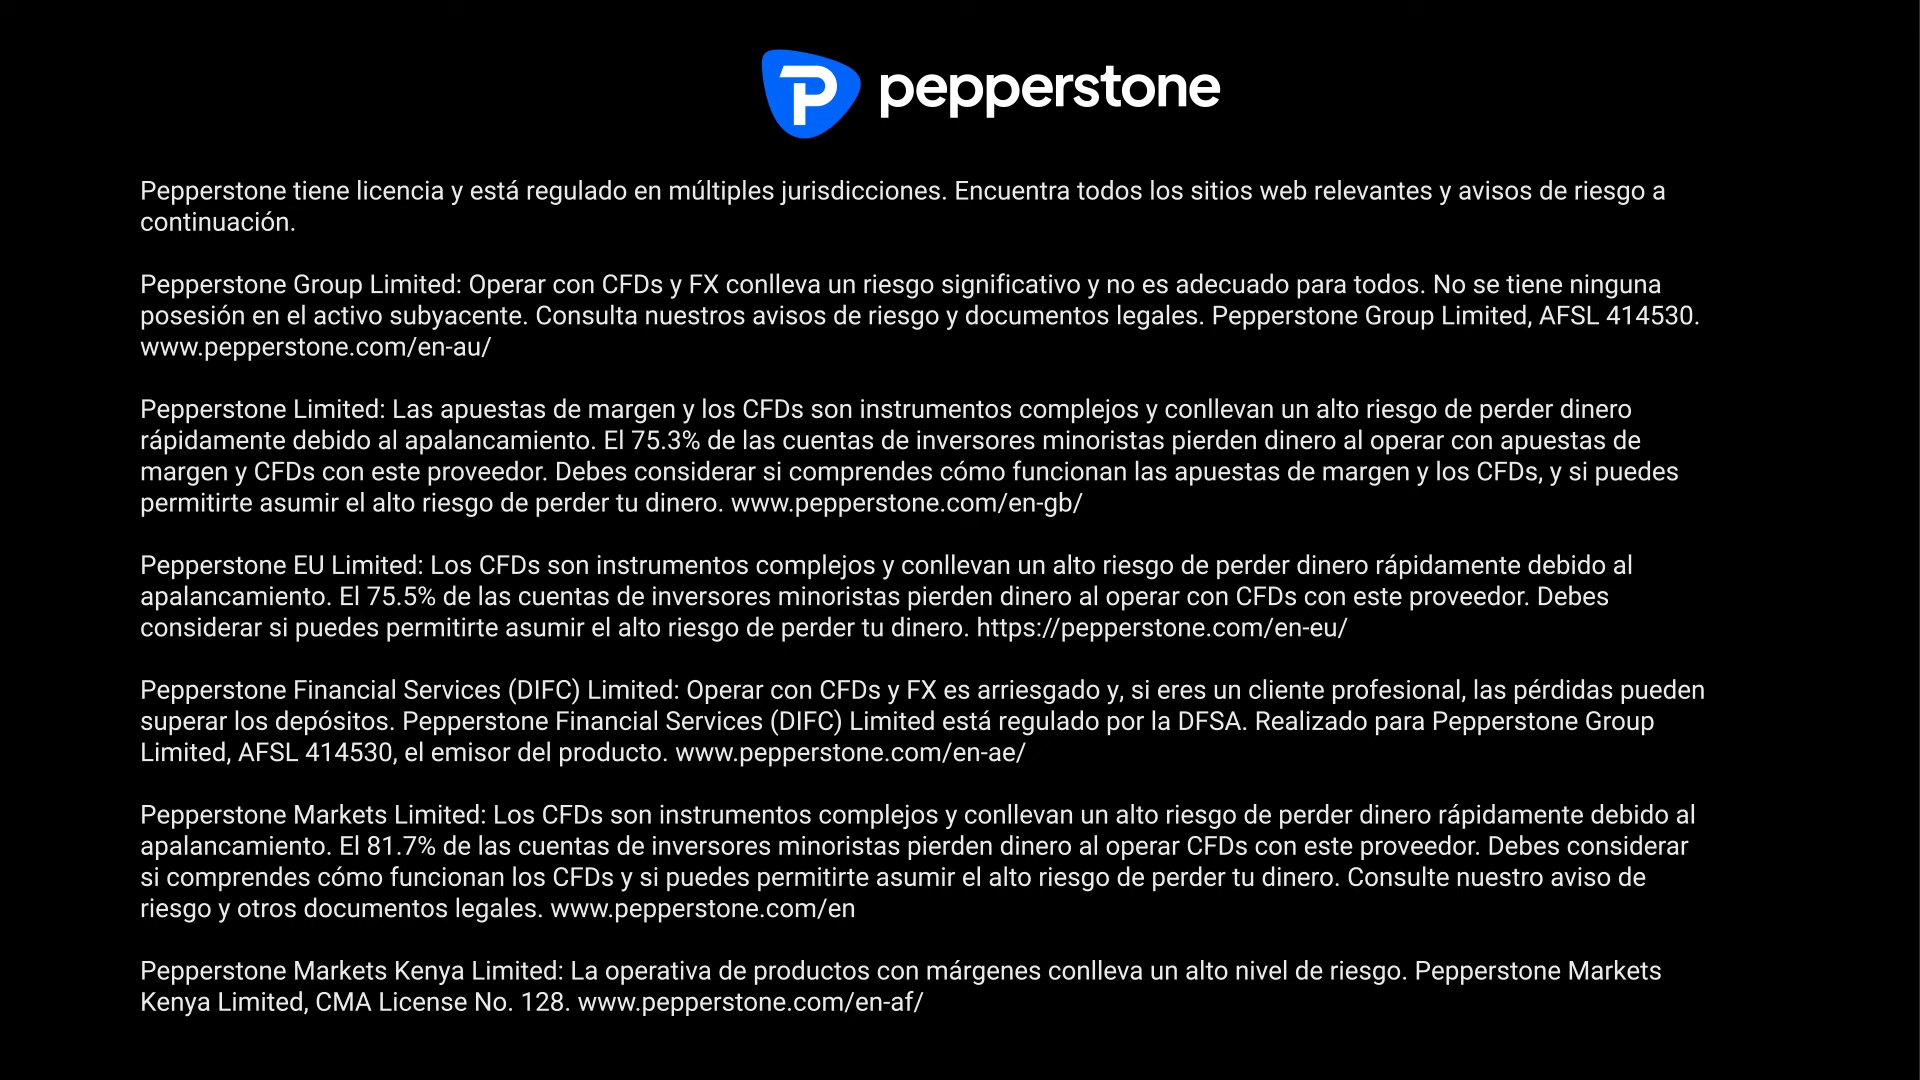 pepperstone
Pepperstone tiene licencia y está regulado en múltiples jurisdicciones. Encuentra todos los sitios web relevantes y avisos de riesgo a
continuación.
Pepperstone Group Limited: Operar con CFDs y FX conlleva un riesgo significativo y no es adecuado para todos. No se tiene ninguna
posesión en el activo subyacente. Consulta nuestros avisos de riesgo y documentos legales. Pepperstone Group Limited, AFSL 414530.
www.pepperstone.com/en-au/
Pepperstone Limited: Las apuestas de margen y los CFDs son instrumentos complejos y conllevan un alto riesgo de perder dinero
rápidamente debido al apalancamiento. El 75.3% de las cuentas de inversores minoristas pierden dinero al operar con apuestas de
margen y CFDs con este proveedor. Debes considerar si comprendes cómo funcionan las apuestas de margen y los CFDs, y si puedes
permitirte asumir el alto riesgo de perder tu dinero. www.pepperstone.com/en-gb/
Pepperstone EU Limited: Los CFDs son instrumentos complejos y conllevan un alto riesgo de perder dinero rápidamente debido al
apalancamiento. El 75.5% de las cuentas de inversores minoristas pierden dinero al operar con CFDs con este proveedor. Debes
considerar si puedes permitirte asumir el alto riesgo de perder tu dinero. https://pepperstone.com/en-eu/
Pepperstone Financial Services (DIFC) Limited: Operar con CFDs y FX es arriesgado y, si eres un cliente profesional, las pérdidas pueden
superar los depósitos. Pepperstone Financial Services (DIFC) Limited está regulado por la DFSA. Realizado para Pepperstone Group
Limited, AFSL 414530, el emisor del producto. www.pepperstone.com/en-ae/
Pepperstone Markets Limited: Los CFDs son instrumentos complejos y conllevan un alto riesgo de perder dinero rápidamente debido al
apalancamiento. El 81.7% de las cuentas de inversores minoristas pierden dinero al operar CFDs con este proveedor. Debes considerar
si comprendes cómo funcionan los CFDs y si puedes permitirte asumir el alto riesgo de perder tu dinero. Consulte nuestro aviso de
riesgo y otros documentos legales. www.pepperstone.com/en
Pepperstone Markets Kenya Limited: La operativa de productos con márgenes conlleva un alto nivel de riesgo. Pepperstone Markets
Kenya Limited, CMA License No. 128. www.pepperstone.com/en-af/